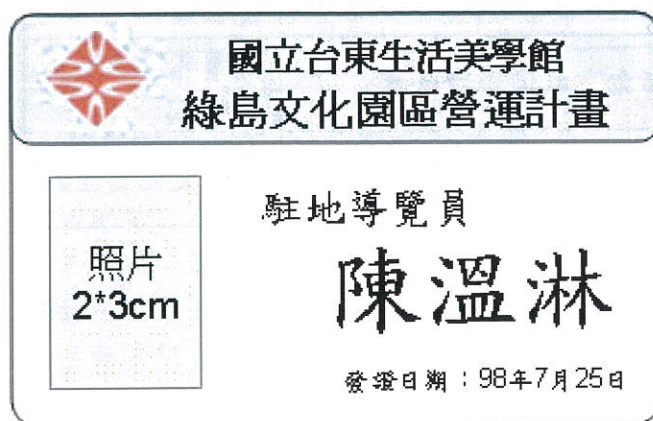 國立台東生活美學館
綠島文化園區營運計畫
駐地導覽員
照片
2*3cm
陳溫淋
發證日期：98年7月25日